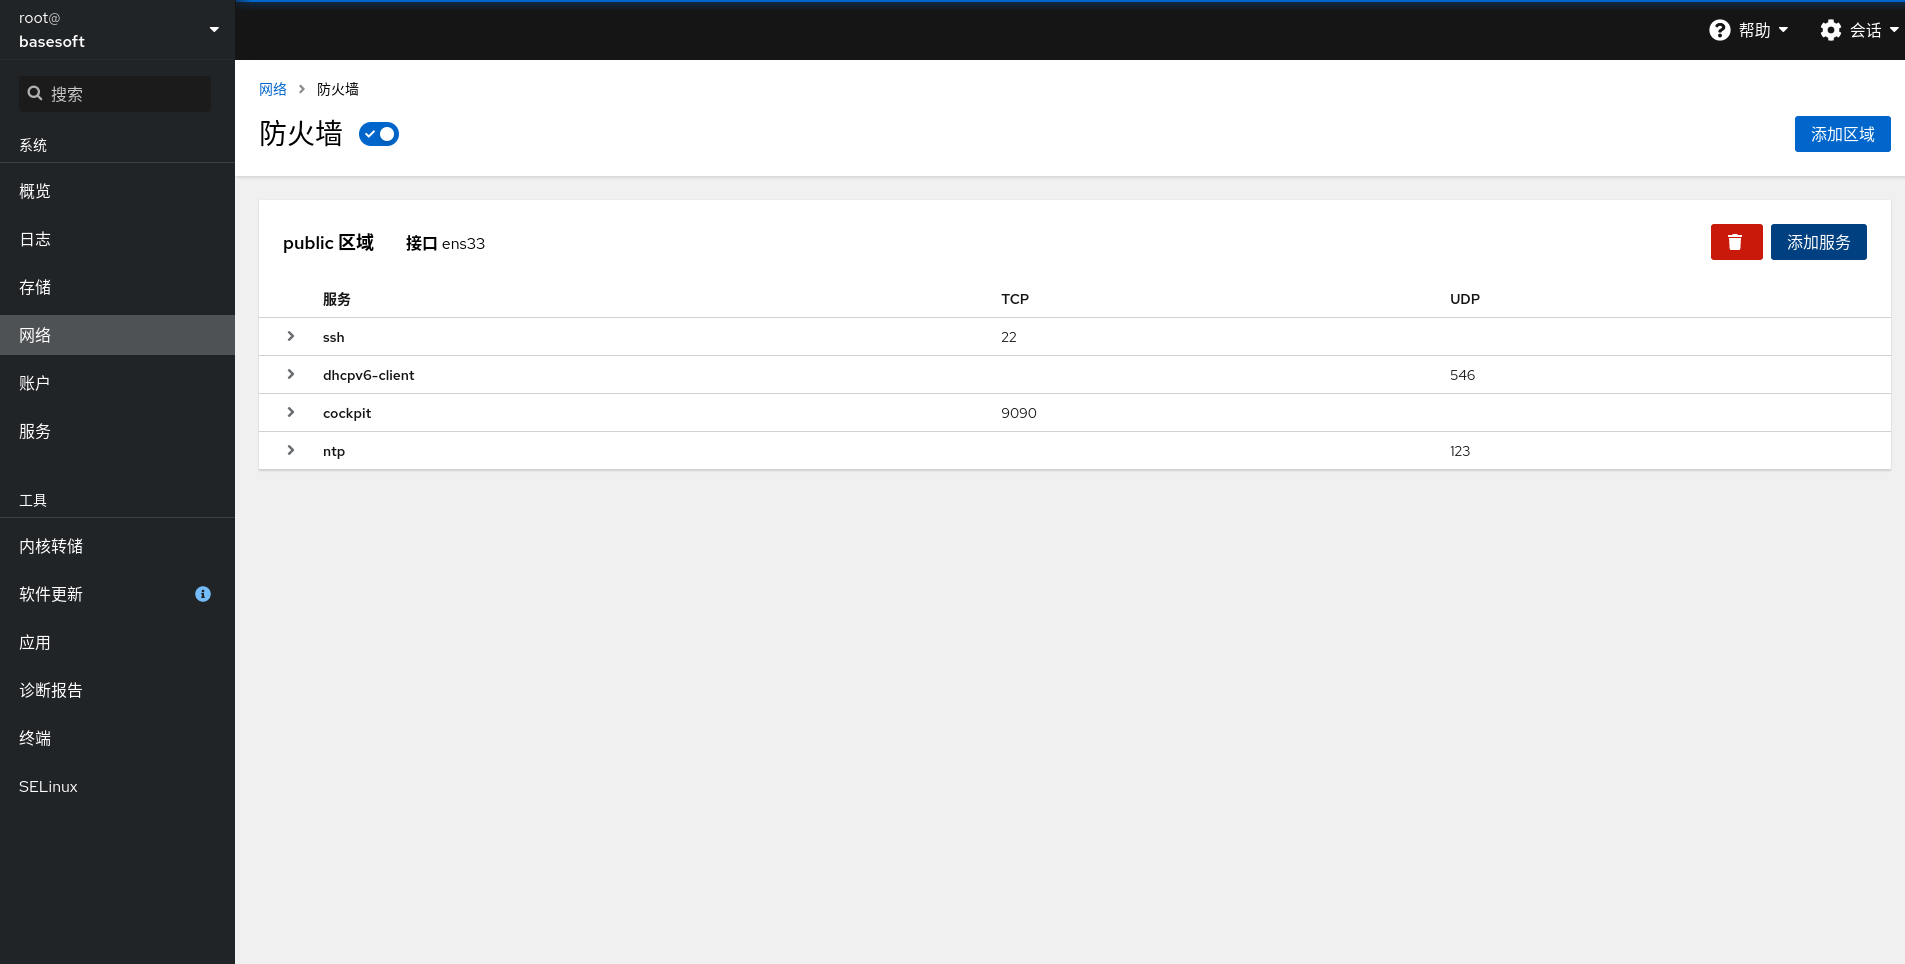 root@
basesoft
帮助
会话
搜索
系统
概览
日志
存储
网络
账户
服务
工具
内核转储
软件更新
应用
诊断报告
终端
SELinux
网络 > 防火墙
防火墙
添加区域
public 区域 接口 ens33
添加服务
服务 TCP UDP
ssh 22
dhcpv6-client 546
cockpit 9090
ntp 123